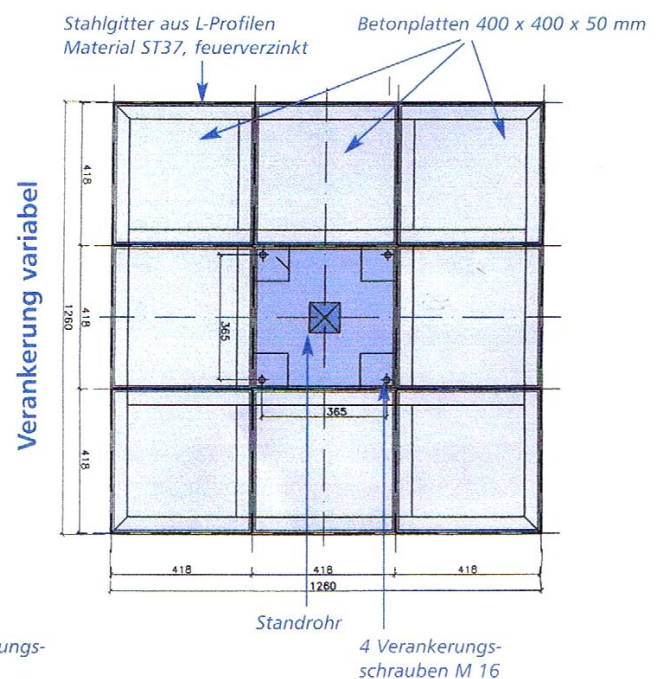 Stahlgitter aus L-Profilen
Material ST37, feuerverzinkt
Betonplatten 400 x 400 x 50 mm
Verankerung variabel
1260
418
418
418
365
365
418
418
418
1260
Standrohr
4 Verankerungs-
schrauben M 16
ungs-